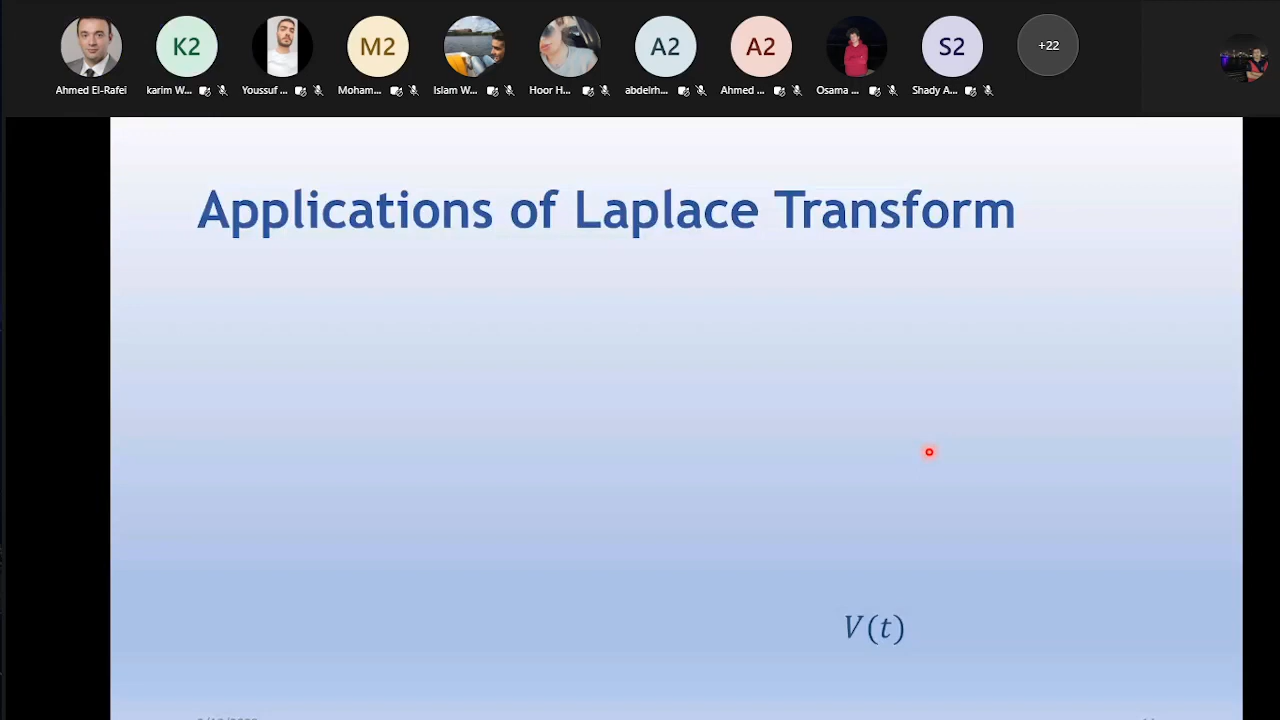 K2 M2 A2 A2 S2 +22
Ahmed El-Rafei karim W... Youssuf ... Moham... Islam W... Hoor H... abdelrh... Ahmed ... Osama ... Shady A...
Applications of Laplace Transform
V(t)